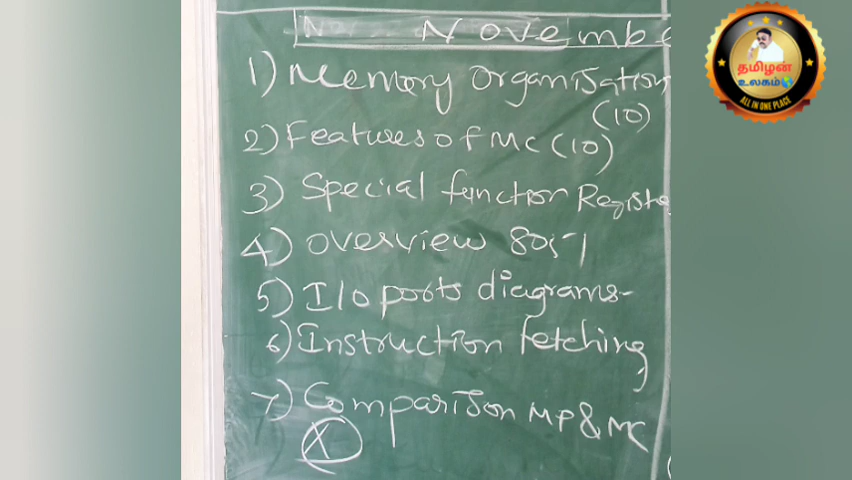 Novemb
1) Memory Organisation
(10)
2) Features of MC (10)
3) Special function Registe
4) overview 8051
5) I/o ports diagrams-
6) Instruction fetching
7) Comparison MP & MC
X
தமிழன்
உலகம்
ALL IN ONE PLACE